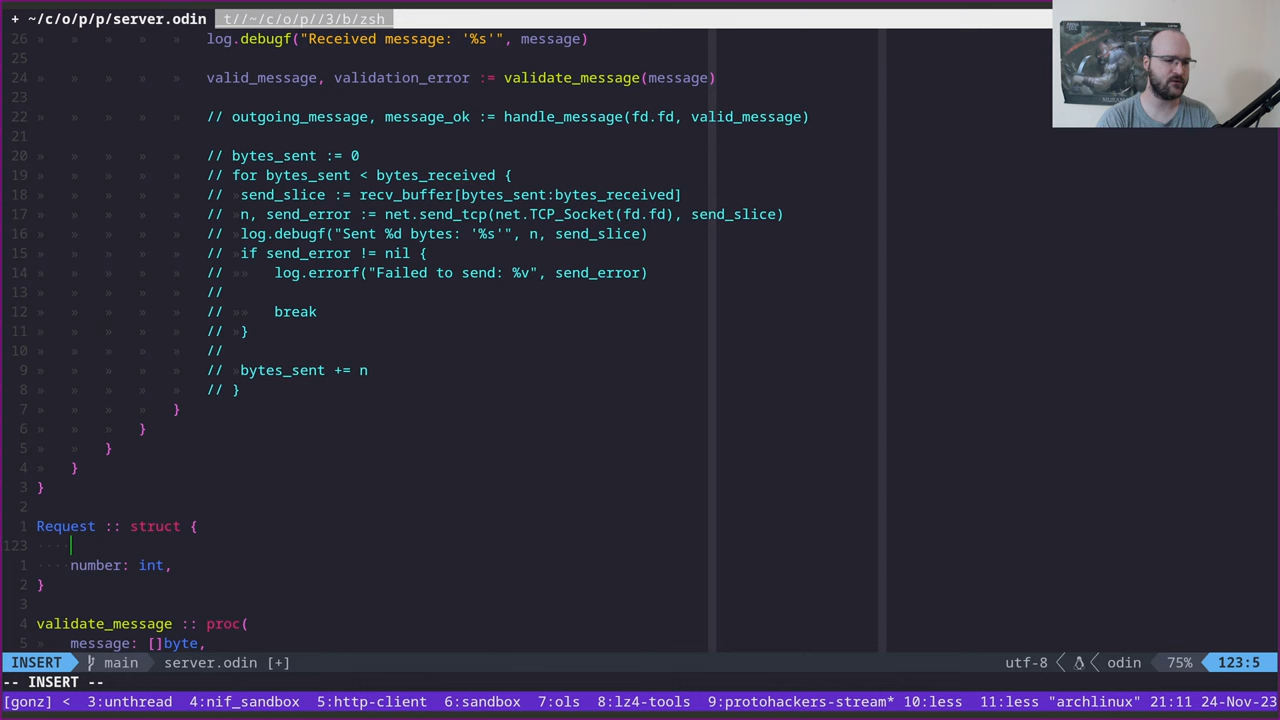 + ~/c/o/p/p/server.odin t//~/c/o/p//3/b/zsh
26 log.debugf("Received message: '%s'", message)
25
24 valid_message, validation_error := validate_message(message)
23
22 // outgoing_message, message_ok := handle_message(fd.fd, valid_message)
21
20 // bytes_sent := 0
19 // for bytes_sent < bytes_received {
18 // » send_slice := recv_buffer[bytes_sent:bytes_received]
17 // » n, send_error := net.send_tcp(net.TCP_Socket(fd.fd), send_slice)
16 // » log.debugf("Sent %d bytes: '%s'", n, send_slice)
15 // » if send_error != nil {
14 // » » log.errorf("Failed to send: %v", send_error)
13 //
12 // » » break
11 // » }
10 //
9 // » bytes_sent += n
8 // }
7 }
6 }
5 }
4 }
3 }
2
1 Request :: struct {
123
1 number: int,
2 }
3
4 validate_message :: proc(
5 message: []byte,
INSERT main server.odin [+] utf-8 odin 75% 123:5
-- INSERT --
[gonz] < 3:unthread 4:nif_sandbox 5:http-client 6:sandbox 7:ols 8:lz4-tools 9:protohackers-stream* 10:less 11:less "archlinux" 21:11 24-Nov-23